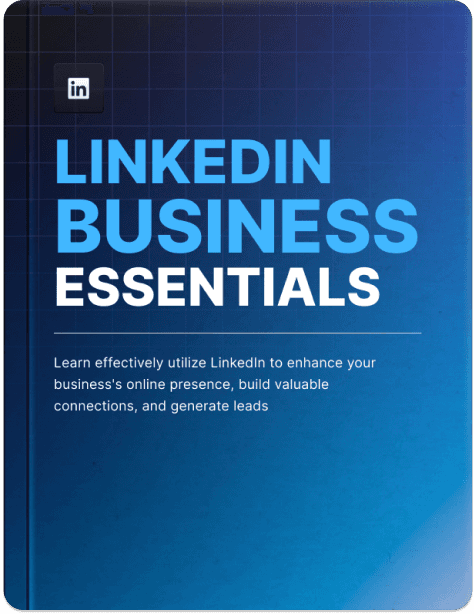 in
LINKEDIN
BUSINESS
ESSENTIALS
Learn effectively utilize LinkedIn to enhance your
business's online presence, build valuable
connections, and generate leads